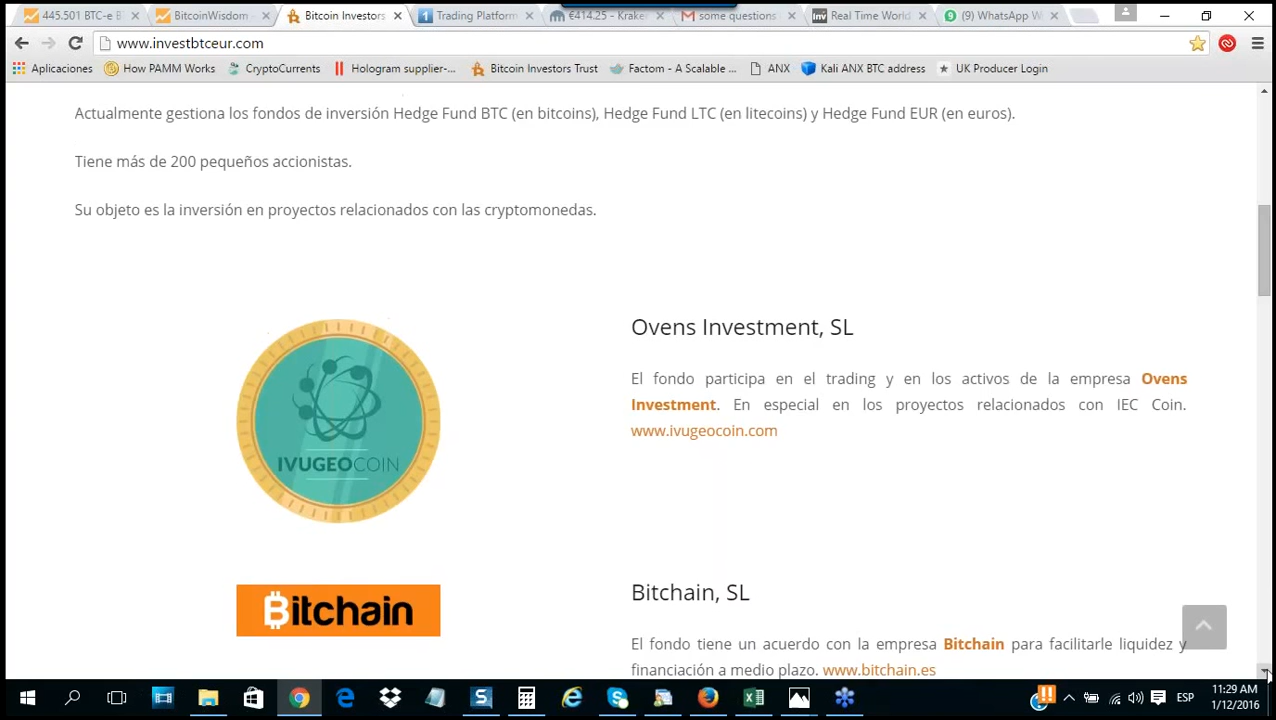 445.501 BTC-e B
BitcoinWisdom
Bitcoin Investors
Trading Platform
€414.25 - Krake
some questions
Real Time World
(9) WhatsApp W
www.investbtceur.com
Aplicaciones
How PAMM Works
CryptoCurrents
Hologram supplier-...
Bitcoin Investors Trust
Factom - A Scalable ...
ANX
Kali ANX BTC address
UK Producer Login
Actualmente gestiona los fondos de inversión Hedge Fund BTC (en bitcoins), Hedge Fund LTC (en litecoins) y Hedge Fund EUR (en euros).
Tiene más de 200 pequeños accionistas.
Su objeto es la inversión en proyectos relacionados con las cryptomonedas.
IVUGEOCOIN
Ovens Investment, SL
El fondo participa en el trading y en los activos de la empresa Ovens
Investment. En especial en los proyectos relacionados con IEC Coin.
www.ivugeocoin.com
Bitchain
Bitchain, SL
El fondo tiene un acuerdo con la empresa Bitchain para facilitarle liquidez y
financiación a medio plazo. www.bitchain.es
ESP
11:29 AM
1/12/2016